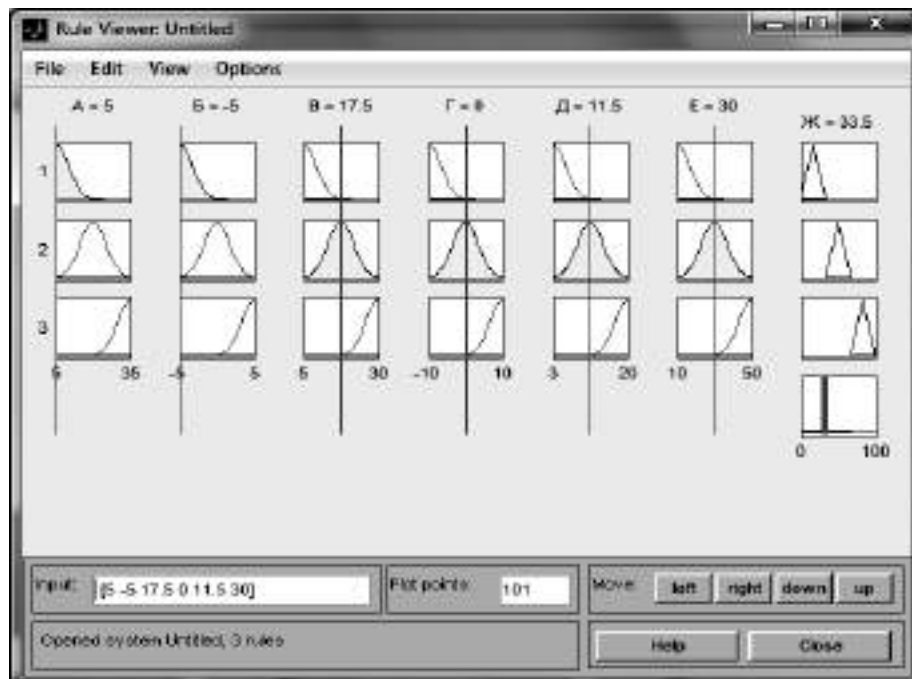 Rule Viewer: Untitled
File Edit View Options
А = 5 Б = -5 В = 17.5 Г = 0 Д = 11.5 Е = 30 Ж = 33.5
1
2
3
5 35 -5 5 5 30 -10 10 3 20 10 50
0 100
Input: [5 -5 17.5 0 11.5 30] Plot points: 101 Move: left right down up
Opened system Untitled, 3 rules Help Close